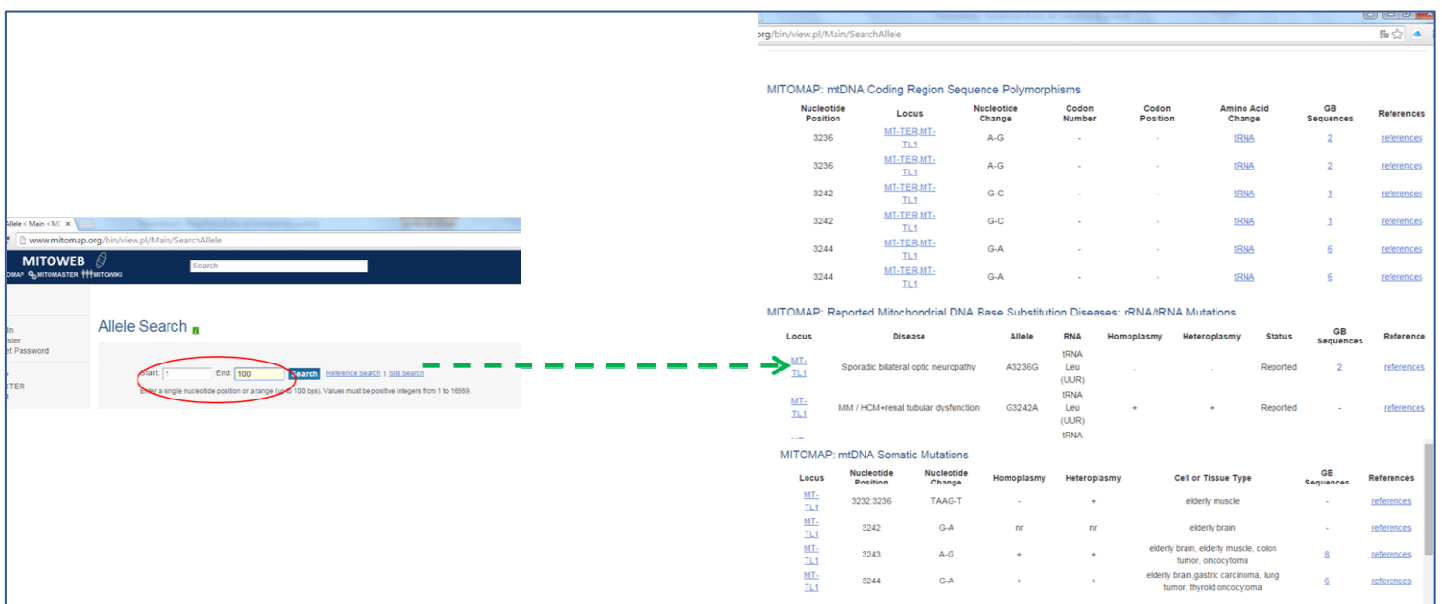 Allele < Main < MI ×
www.mitomap.org/bin/view.pl/Main/SearchAllele
MITOWEB
Search
OMAP MITOMASTER MITOWIKI
Allele Search
et Password
Start: 1 End: 100 Search Reference Search | Site Search
Enter a single nucleotide position or a range (up to 100 bps). Values must be positive integers from 1 to 16569.
org/bin/view.pl/Main/SearchAllele
MITOMAP: mtDNA Coding Region Sequence Polymorphisms
Nucleotide Position Locus Nucleotide Change Codon Number Codon Position Amino Acid Change GB Sequences References
3236 MT-TER,MT-TL1 A-G - - tRNA 2 references
3236 MT-TER,MT-TL1 A-G - - tRNA 2 references
3242 MT-TER,MT-TL1 G-C - - tRNA 1 references
3242 MT-TER,MT-TL1 G-C - - tRNA 1 references
3244 MT-TER,MT-TL1 G-A - - tRNA 6 references
3244 MT-TER,MT-TL1 G-A - - tRNA 6 references
MITOMAP: Reported Mitochondrial DNA Base Substitution Diseases: rRNA/tRNA Mutations
Locus Disease Allele RNA Homoplasmy Heteroplasmy Status GB Sequences Reference
MT-TL1 Sporadic bilateral optic neuropathy A3236G tRNA Leu (UUR) - - Reported 2 references
MT-TL1 MM / HCM+renal tubular dysfunction G3242A tRNA Leu (UUR) + + Reported - references
tRNA
MITOMAP: mtDNA Somatic Mutations
Locus Nucleotide Position Nucleotide Change Homoplasmy Heteroplasmy Cell or Tissue Type GB Sequences References
MT-TL1 3232:3236 TAAG-T - + elderly muscle - references
MT-TL1 3242 G-A nr nr elderly brain - references
MT-TL1 3243 A-G + + elderly brain, elderly muscle, colon tumor, oncocytoma 8 references
MT-TL1 3244 G-A + + elderly brain,gastric carcinoma, lung tumor, thyroid oncocytoma 6 references